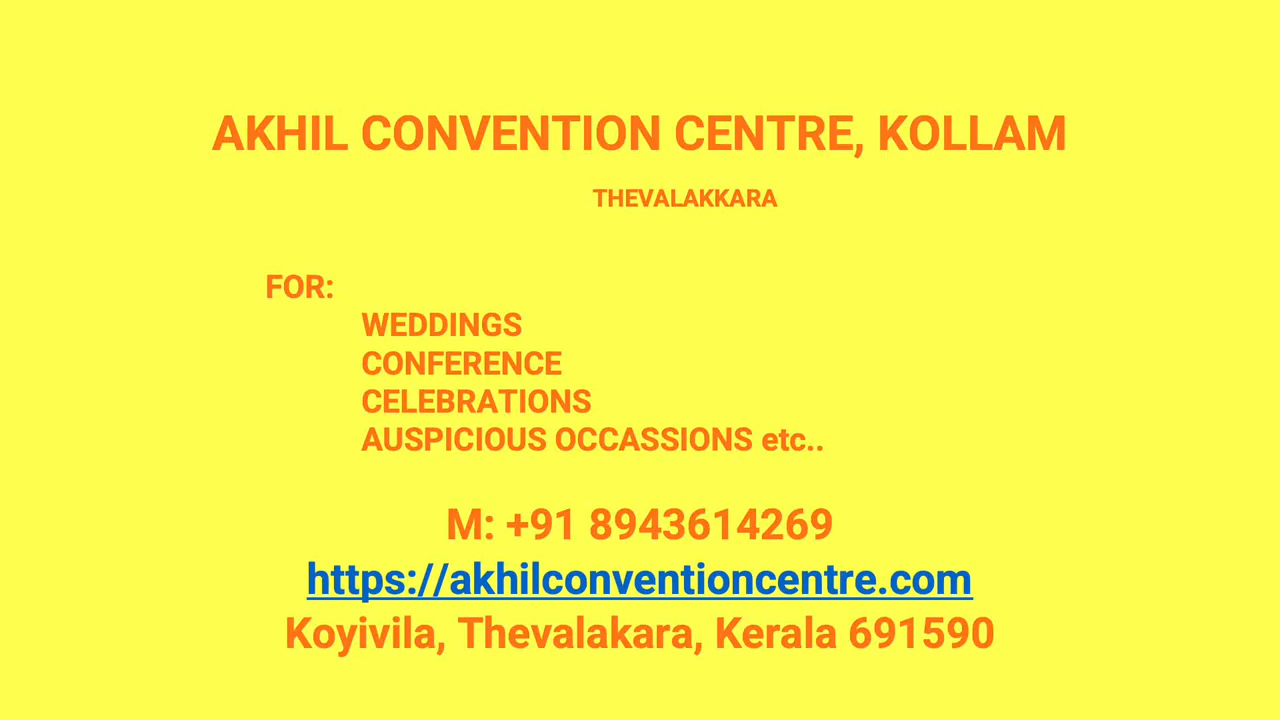 AKHIL CONVENTION CENTRE, KOLLAM
THEVALAKKARA
FOR:
WEDDINGS
CONFERENCE
CELEBRATIONS
AUSPICIOUS OCCASSIONS etc..
M: +91 8943614269
https://akhilconventioncentre.com
Koyivila, Thevalakara, Kerala 691590